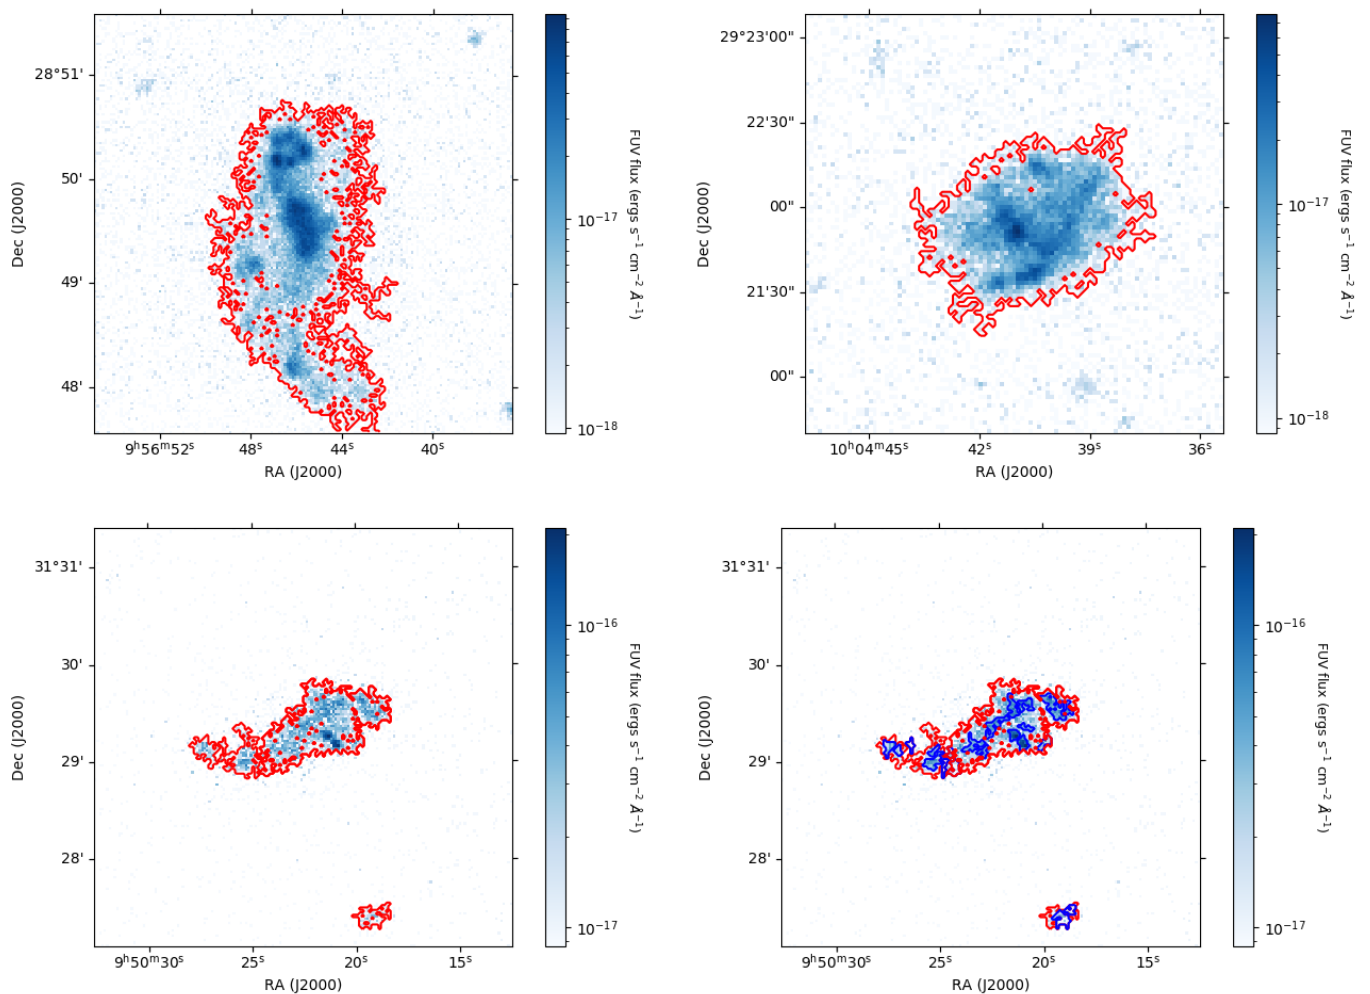 28°51'
50'
49'
48'
Dec (J2000)
9ʰ56ᵐ52ˢ
48ˢ
44ˢ
40ˢ
RA (J2000)
10⁻¹⁷
10⁻¹⁸
FUV flux (ergs s⁻¹ cm⁻² Å⁻¹)
29°23'00"
22'30"
00"
21'30"
00"
Dec (J2000)
10ʰ04ᵐ45ˢ
42ˢ
39ˢ
36ˢ
RA (J2000)
10⁻¹⁷
10⁻¹⁸
FUV flux (ergs s⁻¹ cm⁻² Å⁻¹)
31°31'
30'
29'
28'
Dec (J2000)
9ʰ50ᵐ30ˢ
25ˢ
20ˢ
15ˢ
RA (J2000)
10⁻¹⁶
10⁻¹⁷
FUV flux (ergs s⁻¹ cm⁻² Å⁻¹)
31°31'
30'
29'
28'
Dec (J2000)
9ʰ50ᵐ30ˢ
25ˢ
20ˢ
15ˢ
RA (J2000)
10⁻¹⁶
10⁻¹⁷
FUV flux (ergs s⁻¹ cm⁻² Å⁻¹)